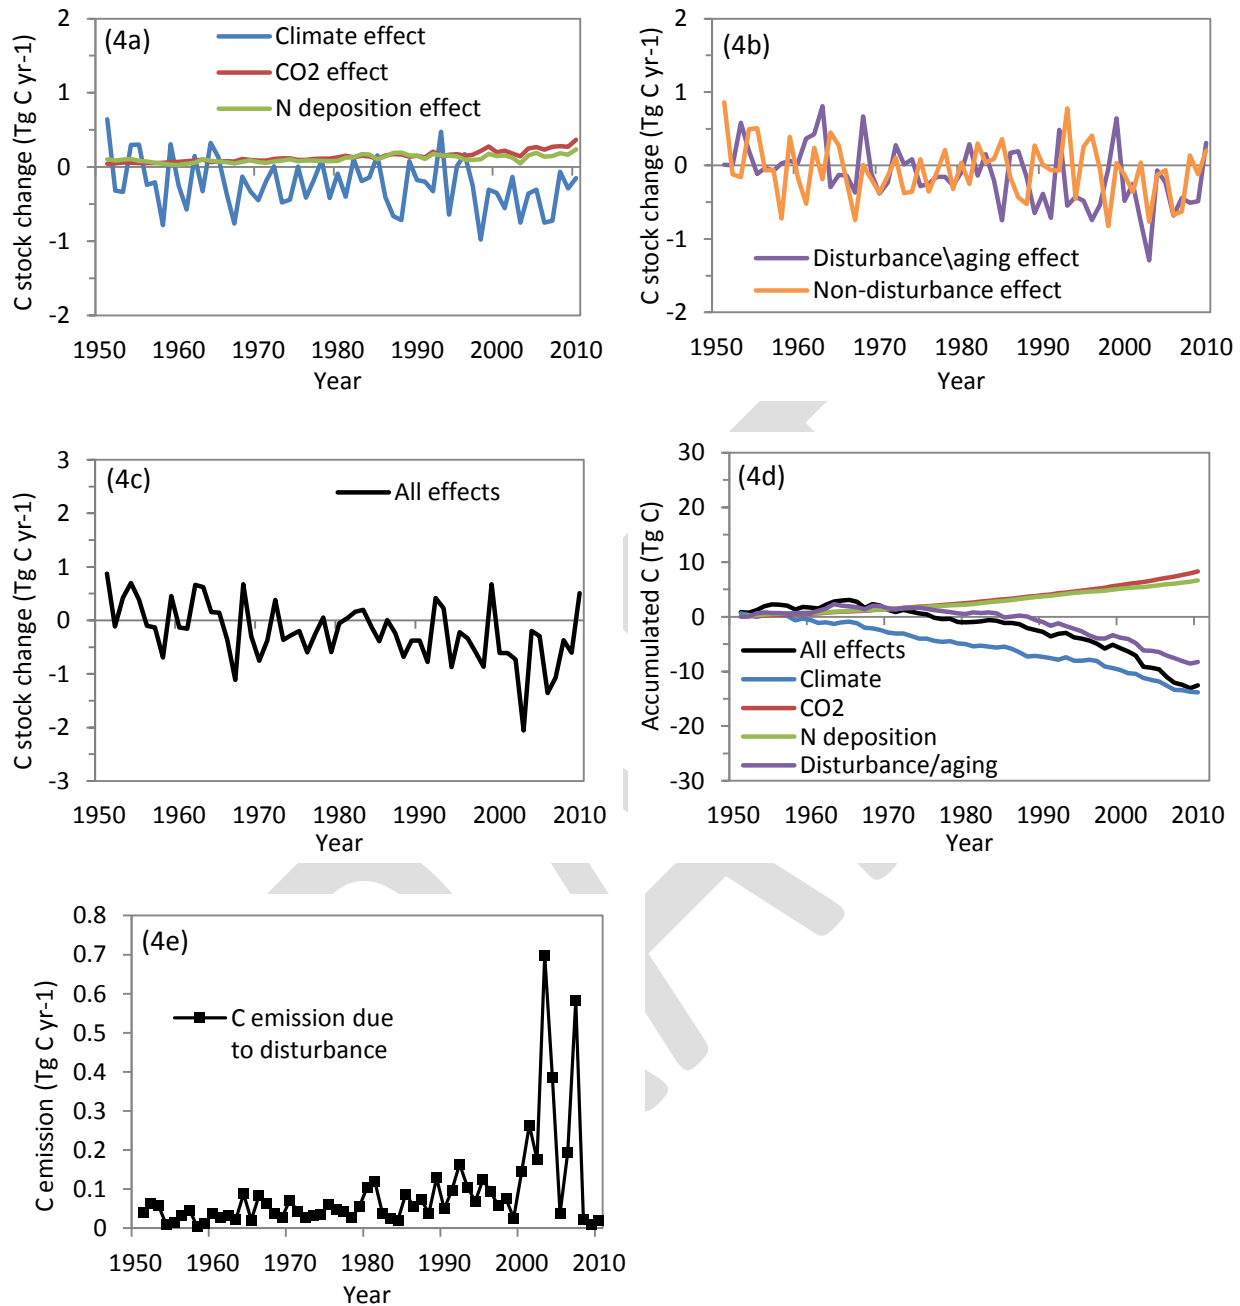 (4a)
C stock change (Tg C yr-1)
2
1
0
-1
-2
Climate effect
CO2 effect
N deposition effect
1950 1960 1970 1980 1990 2000 2010
Year
(4b)
C stock change (Tg C yr-1)
2
1
0
-1
-2
Disturbance\aging effect
Non-disturbance effect
1950 1960 1970 1980 1990 2000 2010
Year
(4c)
C stock change (Tg C yr-1)
3
2
1
0
-1
-2
-3
All effects
1950 1960 1970 1980 1990 2000 2010
Year
(4d)
Accumulated C (Tg C)
30
20
10
0
-10
-20
-30
All effects
Climate
CO2
N deposition
Disturbance/aging
1950 1960 1970 1980 1990 2000 2010
Year
(4e)
C emission (Tg C yr-1)
0.8
0.7
0.6
0.5
0.4
0.3
0.2
0.1
0
C emission due
to disturbance
1950 1960 1970 1980 1990 2000 2010
Year